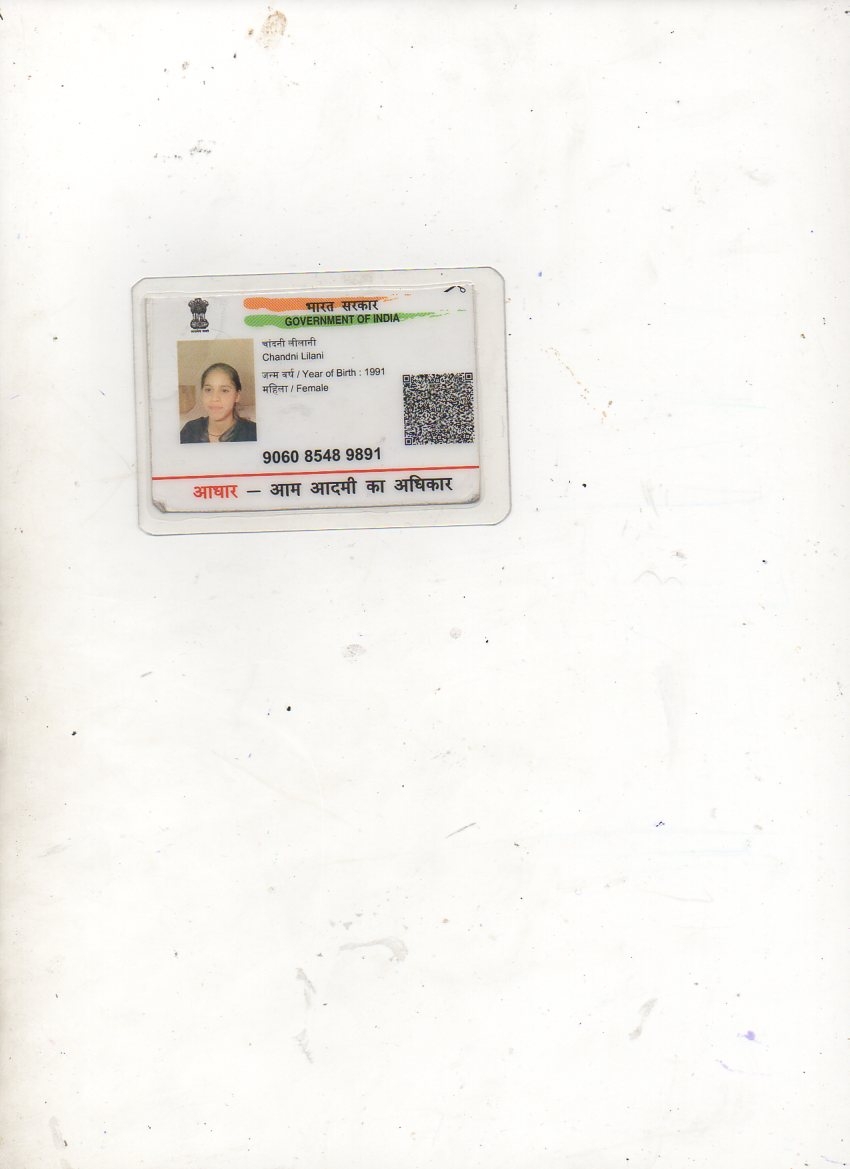 भारत सरकार
GOVERNMENT OF INDIA
चांदनी लीलानी
Chandni Lilani
जन्म वर्ष / Year of Birth : 1991
महिला / Female
9060 8548 9891
आधार – आम आदमी का अधिकार